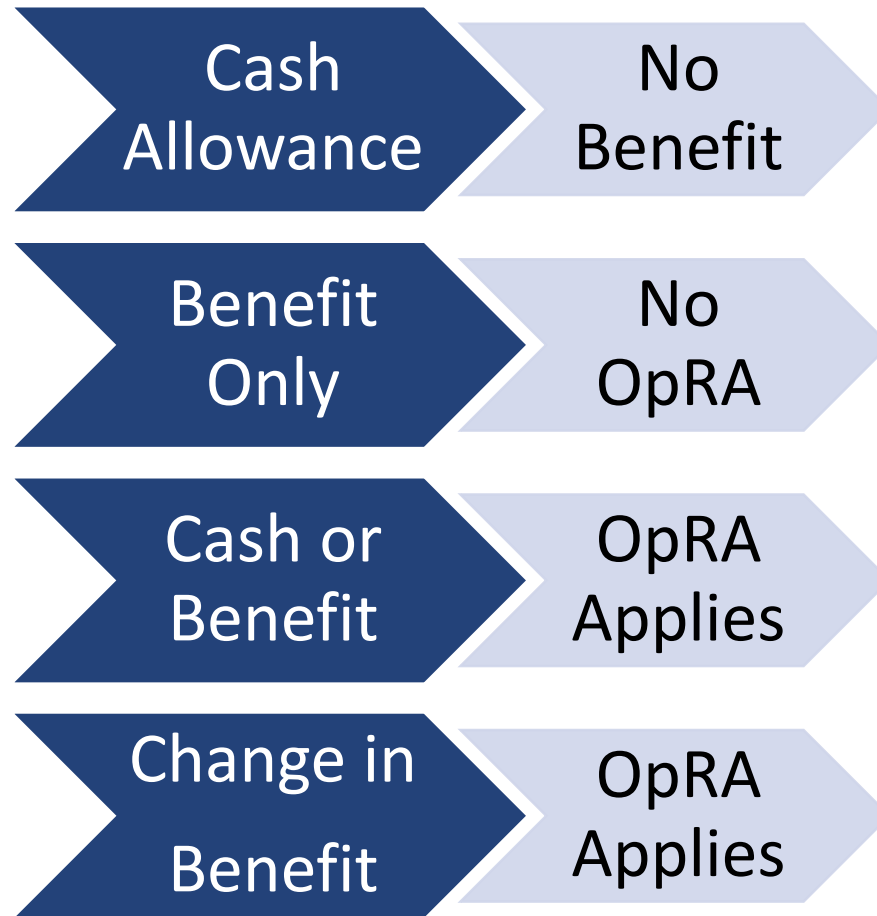 Cash
Allowance
No
Benefit
Benefit
Only
No
OpRA
Cash or
Benefit
OpRA
Applies
Change in
Benefit
OpRA
Applies